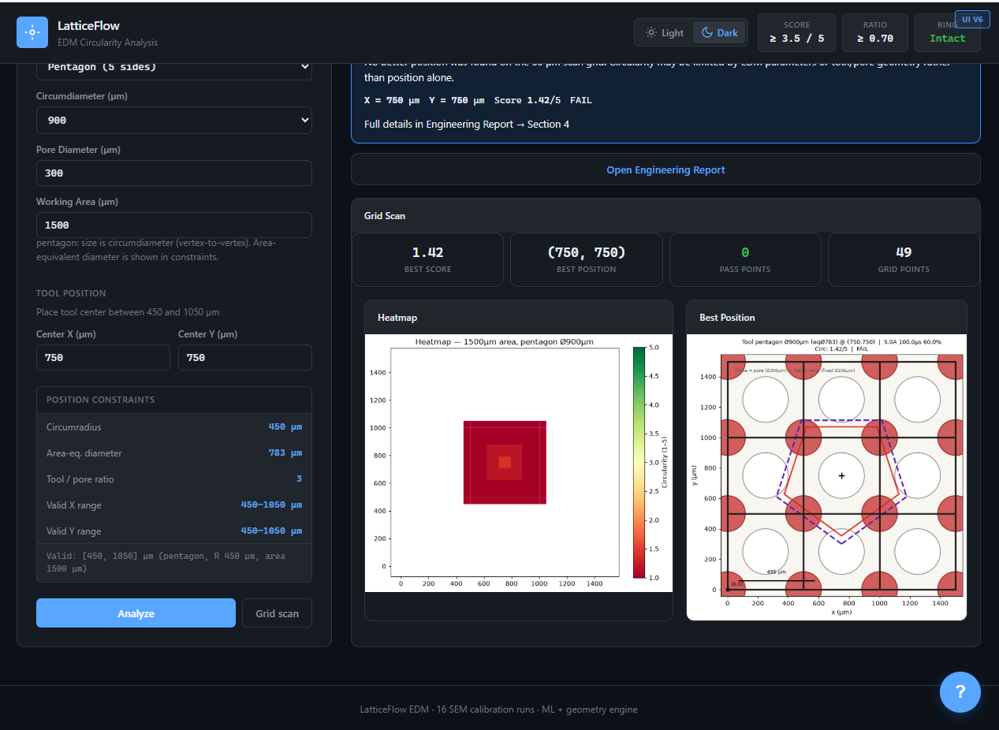 LatticeFlow
EDM Circularity Analysis
Light
Dark
SCORE
≥ 3.5 / 5
RATIO
≥ 0.70
RING
Intact
UI V6
Pentagon (5 sides)
Circumdiameter (µm)
900
Pore Diameter (µm)
300
Working Area (µm)
1500
pentagon: size is circumdiameter (vertex-to-vertex). Area-
equivalent diameter is shown in constraints.
TOOL POSITION
Place tool center between 450 and 1050 µm
Center X (µm)
Center Y (µm)
750
750
POSITION CONSTRAINTS
Circumradius
450 µm
Area-eq. diameter
783 µm
Tool / pore ratio
3
Valid X range
450–1050 µm
Valid Y range
450–1050 µm
Valid: [450, 1050] µm (pentagon, R 450 µm, area
1500 µm)
Analyze
Grid scan
No better position was found on the scan grid circularity may be limited by EDM parameters or tool/pore geometry rather
than position alone.
X = 750 µm Y = 750 µm Score 1.42/5 FAIL
Full details in Engineering Report → Section 4
Open Engineering Report
Grid Scan
1.42
BEST SCORE
(750, 750)
BEST POSITION
0
PASS POINTS
49
GRID POINTS
Heatmap
Heatmap — 1500µm area, pentagon Ø900µm
1400
1200
1000
800
600
400
200
0
0 200 400 600 800 1000 1200 1400
5.0
4.5
4.0
3.5
3.0
2.5
2.0
1.5
1.0
Circularity (1–5)
Best Position
Tool pentagon Ø900µm (eqØ783) @ (750.750) | 5.0A 100.0µs 60.0%
Circ: 1.42/5 | FAIL
= pore (Ø300µm) (fixed Ø236µm)
1400
1200
1000
800
600
400
200
0
y (µm)
495 µm
(0,0)
0 200 400 600 800 1000 1200 1400
x (µm)
?
LatticeFlow EDM · 16 SEM calibration runs · ML + geometry engine